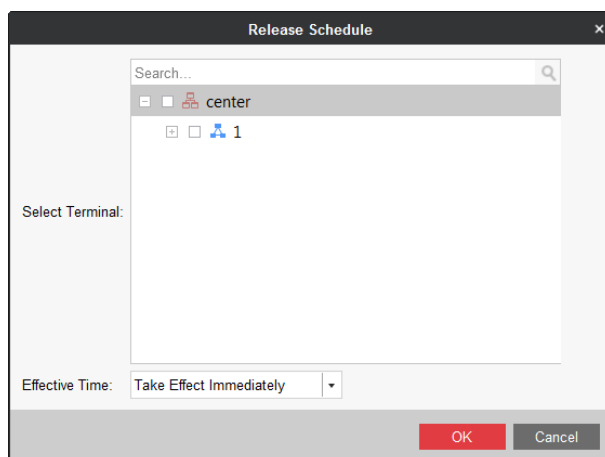 Release Schedule
Search...
center
1
Select Terminal:
Effective Time: Take Effect Immediately
OK Cancel